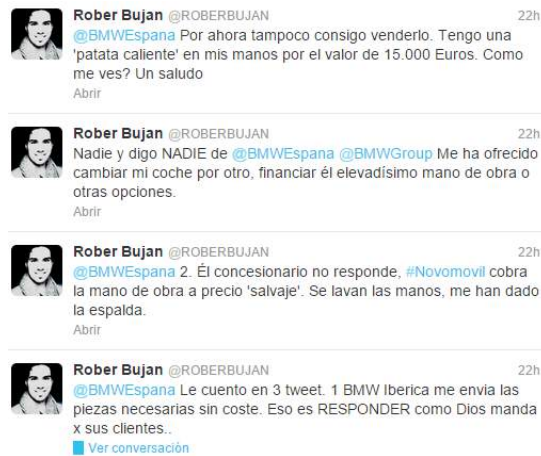 Rober Bujan @ROBERBUJAN 22h
@BMWEspana Por ahora tampoco consigo venderlo. Tengo una
'patata caliente' en mis manos por el valor de 15.000 Euros. Como
me ves? Un saludo
Abrir
Rober Bujan @ROBERBUJAN 22h
Nadie y digo NADIE de @BMWEspana @BMWGroup Me ha ofrecido
cambiar mi coche por otro, financiar él elevadísimo mano de obra o
otras opciones.
Abrir
Rober Bujan @ROBERBUJAN 22h
@BMWEspana 2. Él concesionario no responde, #Novomovil cobra
la mano de obra a precio 'salvaje'. Se lavan las manos, me han dado
la espalda.
Abrir
Rober Bujan @ROBERBUJAN 22h
@BMWEspana Le cuento en 3 tweet. 1 BMW Iberica me envia las
piezas necesarias sin coste. Eso es RESPONDER como Dios manda
x sus clientes..
Ver conversación